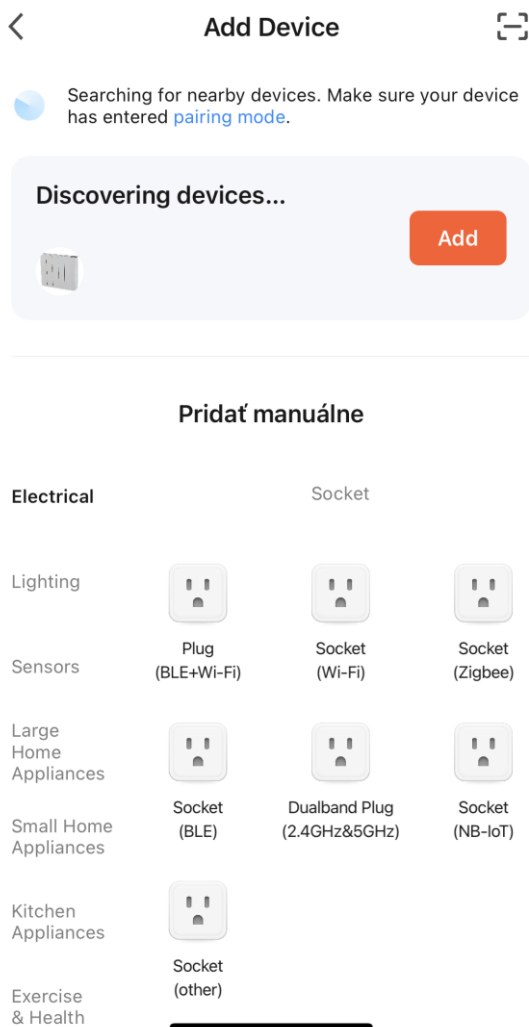 Add Device
Searching for nearby devices. Make sure your device
has entered pairing mode.
Discovering devices...
Add
Pridať manuálne
Electrical
Lighting
Sensors
Large
Home
Appliances
Small Home
Appliances
Kitchen
Appliances
Exercise
& Health
Socket
Plug
(BLE+Wi-Fi)
Socket
(Wi-Fi)
Socket
(Zigbee)
Socket
(BLE)
Dualband Plug
(2.4GHz&5GHz)
Socket
(NB-IoT)
Socket
(other)